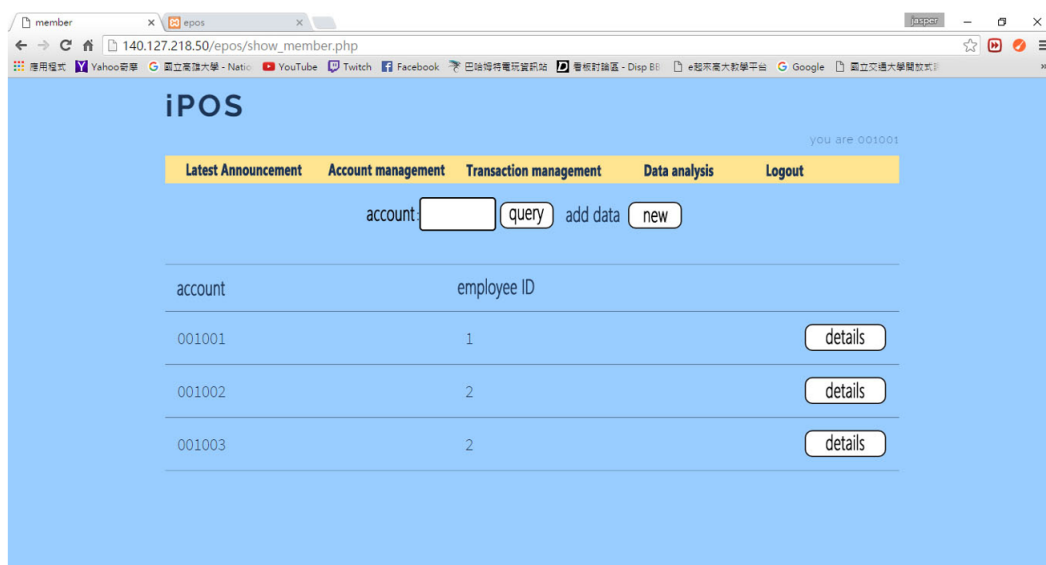 member
epos
jasper
140.127.218.50/epos/show_member.php
應用程式 Yahoo奇摩 國立高雄大學 - Natio YouTube Twitch Facebook 巴哈姆特電玩資訊站 看板討論區 - Disp BB e起來高大教學平台 Google 國立交通大學開放式
iPOS
you are 001001
Latest Announcement Account management Transaction management Data analysis Logout
account: query add data new
account employee ID
001001 1 details
001002 2 details
001003 2 details